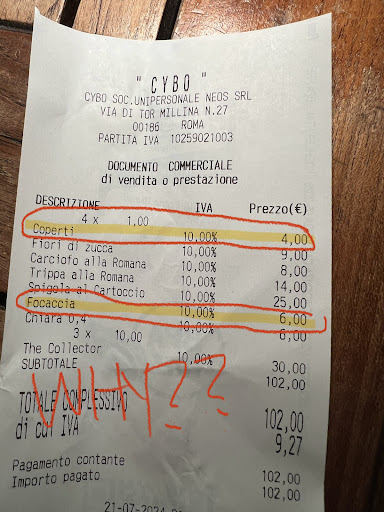 " CYBO "
CYBO SOC.UNIPERSONALE NEOS SRL
VIA DI TOR MILLINA N.27
00186 ROMA
PARTITA IVA 10259021003
DOCUMENTO COMMERCIALE
di vendita o prestazione
DESCRIZIONE IVA Prezzo(€)
4 x 1,00
Coperti 10,00% 4,00
Fiori di zucca 10,00% 9,00
Carciofo alla Romana 10,00% 8,00
Trippa alla Romana 10,00% 14,00
Spigola al Cartoccio 10,00% 25,00
Focaccia 10,00% 6,00
Chiara 0,4 10,00% 6,00
3 x 10,00
The Collector 10,00% 30,00
SUBTOTALE 102,00
WHY??
TOTALE COMPLESSIVO 102,00
di cui IVA 9,27
Pagamento contante 102,00
Importo pagato 102,00
21-07-2024